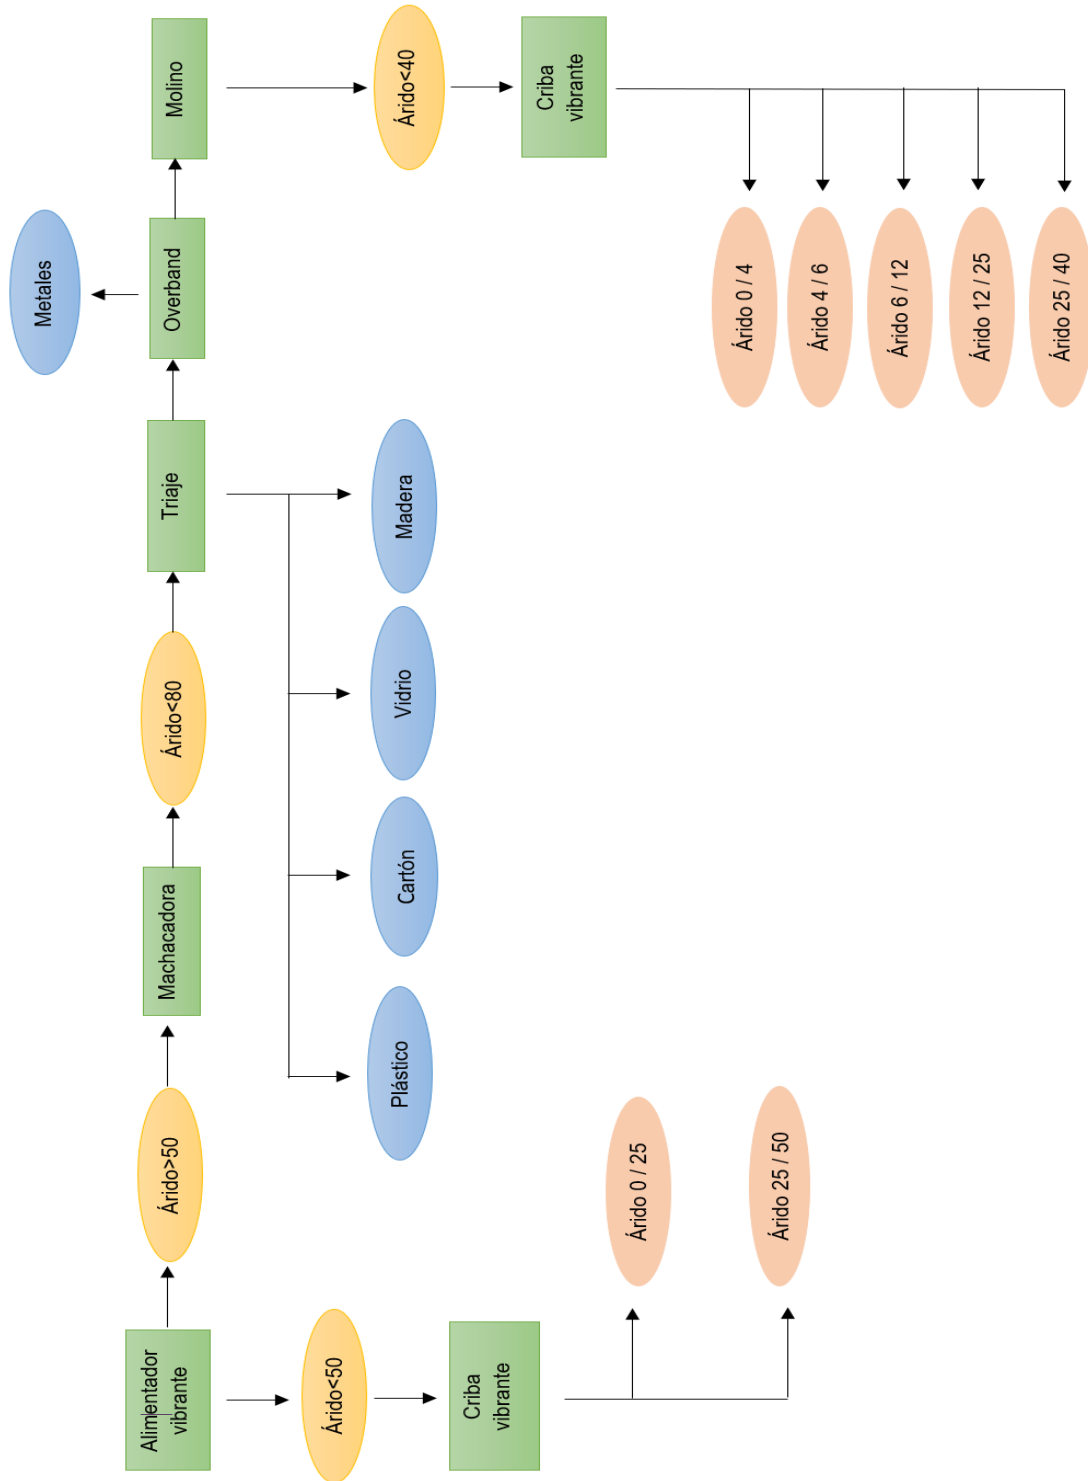 Metales
Alimentador
vibrante
Árido>50
Machacadora
Árido<80
Triaje
Overband
Molino
Árido<50
Plástico
Cartón
Vidrio
Madera
Árido<40
Criba
vibrante
Criba
vibrante
Árido 0 / 25
Árido 25 / 50
Árido 0 / 4
Árido 4 / 6
Árido 6 / 12
Árido 12 / 25
Árido 25 / 40